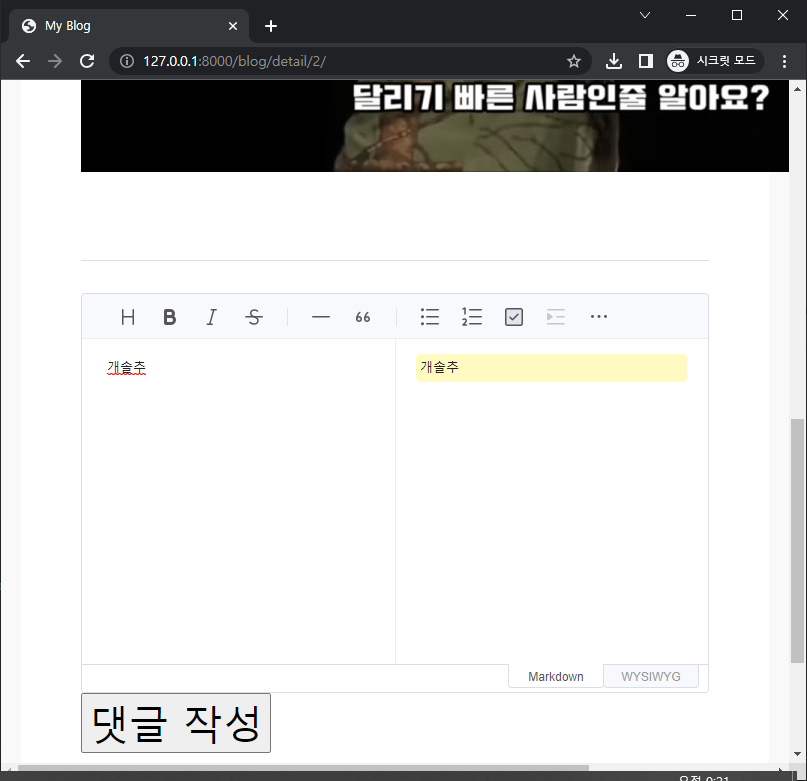 My Blog
127.0.0.1:8000/blog/detail/2/
시크릿 모드
달리기 빠른 사람인줄 알아요?
H B I S — 66
개솔추
개솔추
Markdown
WYSIWYG
댓글 작성